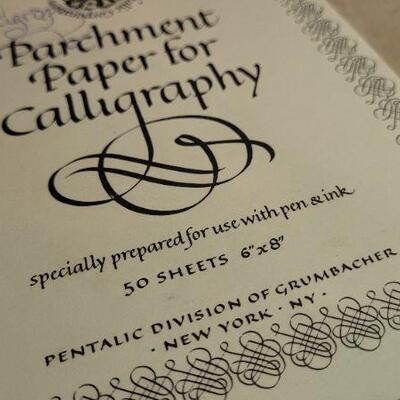 Parchment
Paper for
Calligraphy
specially prepared for use with pen & ink
50 SHEETS 6"x8"
PENTALIC DIVISION OF GRUMBACHER
· NEW YORK · NY ·